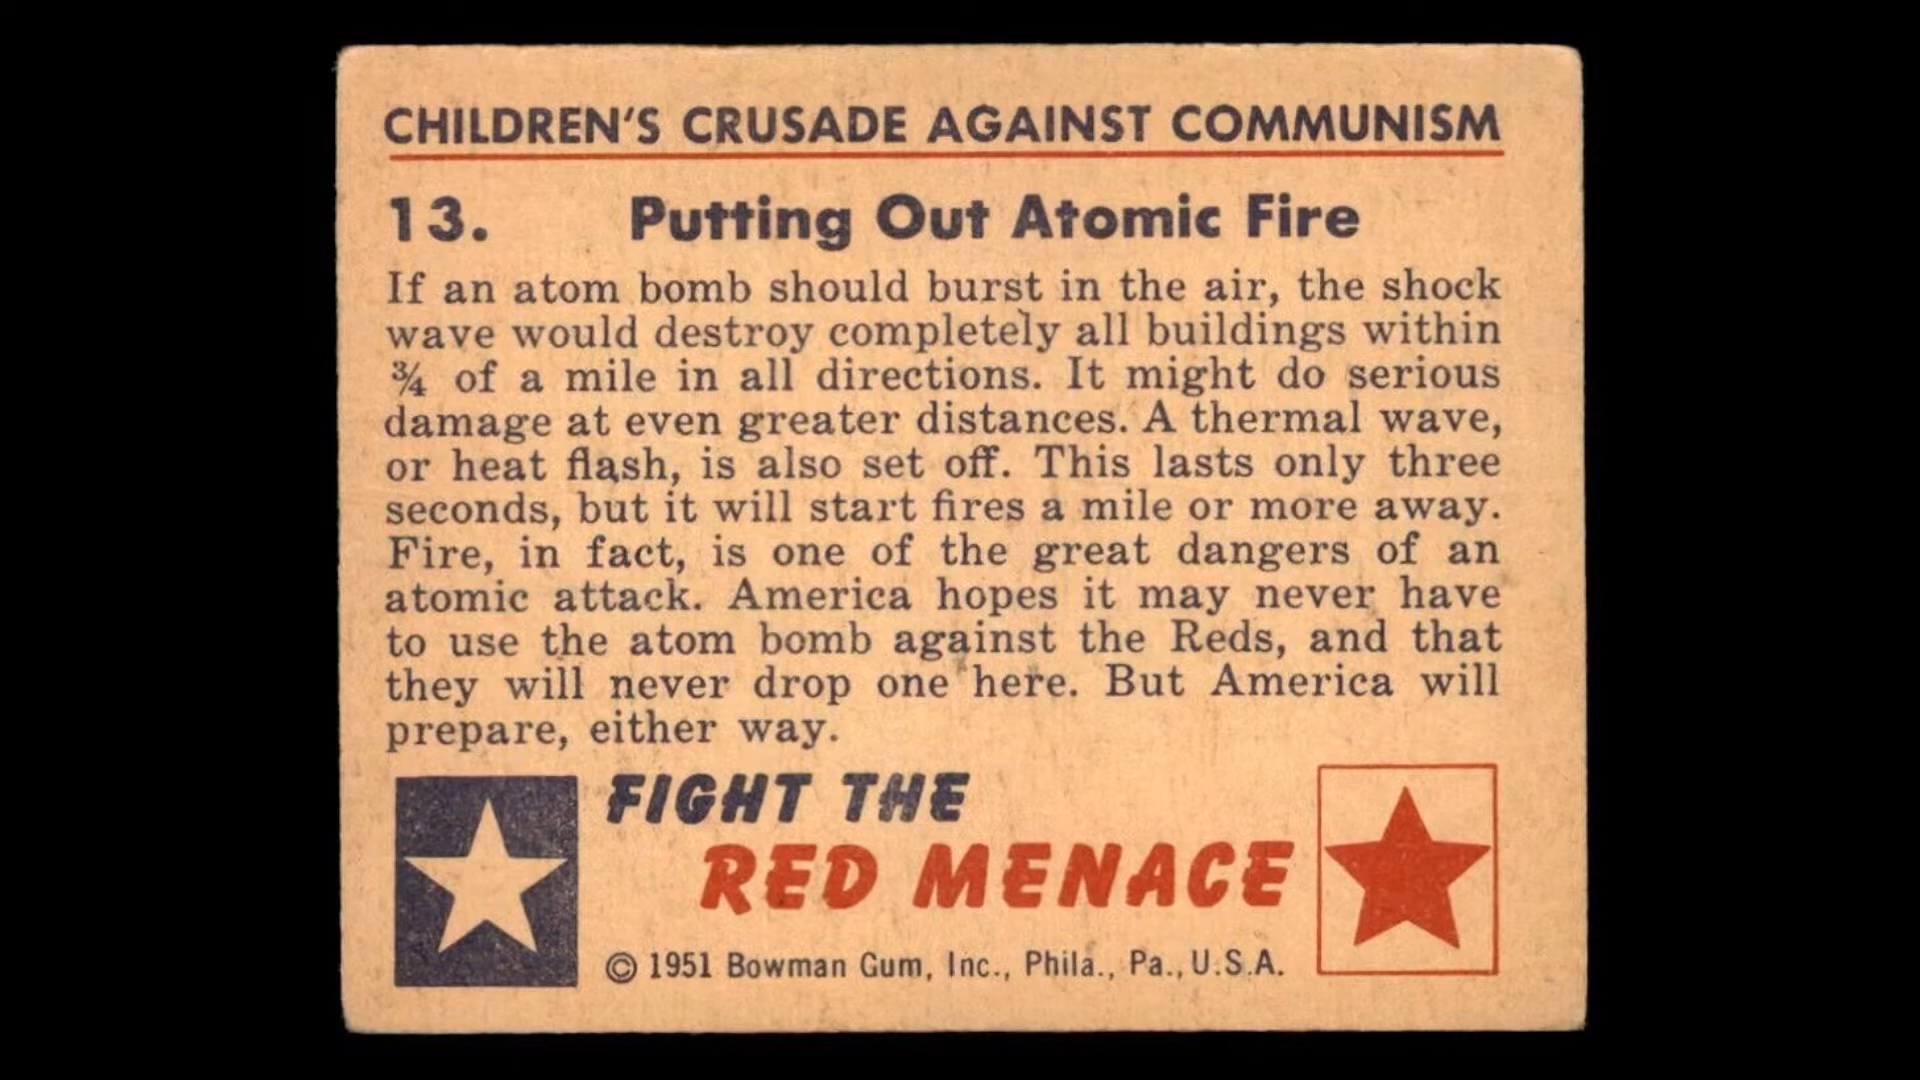 CHILDREN'S CRUSADE AGAINST COMMUNISM
13. Putting Out Atomic Fire
If an atom bomb should burst in the air, the shock
wave would destroy completely all buildings within
¾ of a mile in all directions. It might do serious
damage at even greater distances. A thermal wave,
or heat flash, is also set off. This lasts only three
seconds, but it will start fires a mile or more away.
Fire, in fact, is one of the great dangers of an
atomic attack. America hopes it may never have
to use the atom bomb against the Reds, and that
they will never drop one here. But America will
prepare, either way.
FIGHT THE
RED MENACE
© 1951 Bowman Gum, Inc., Phila., Pa., U.S.A.